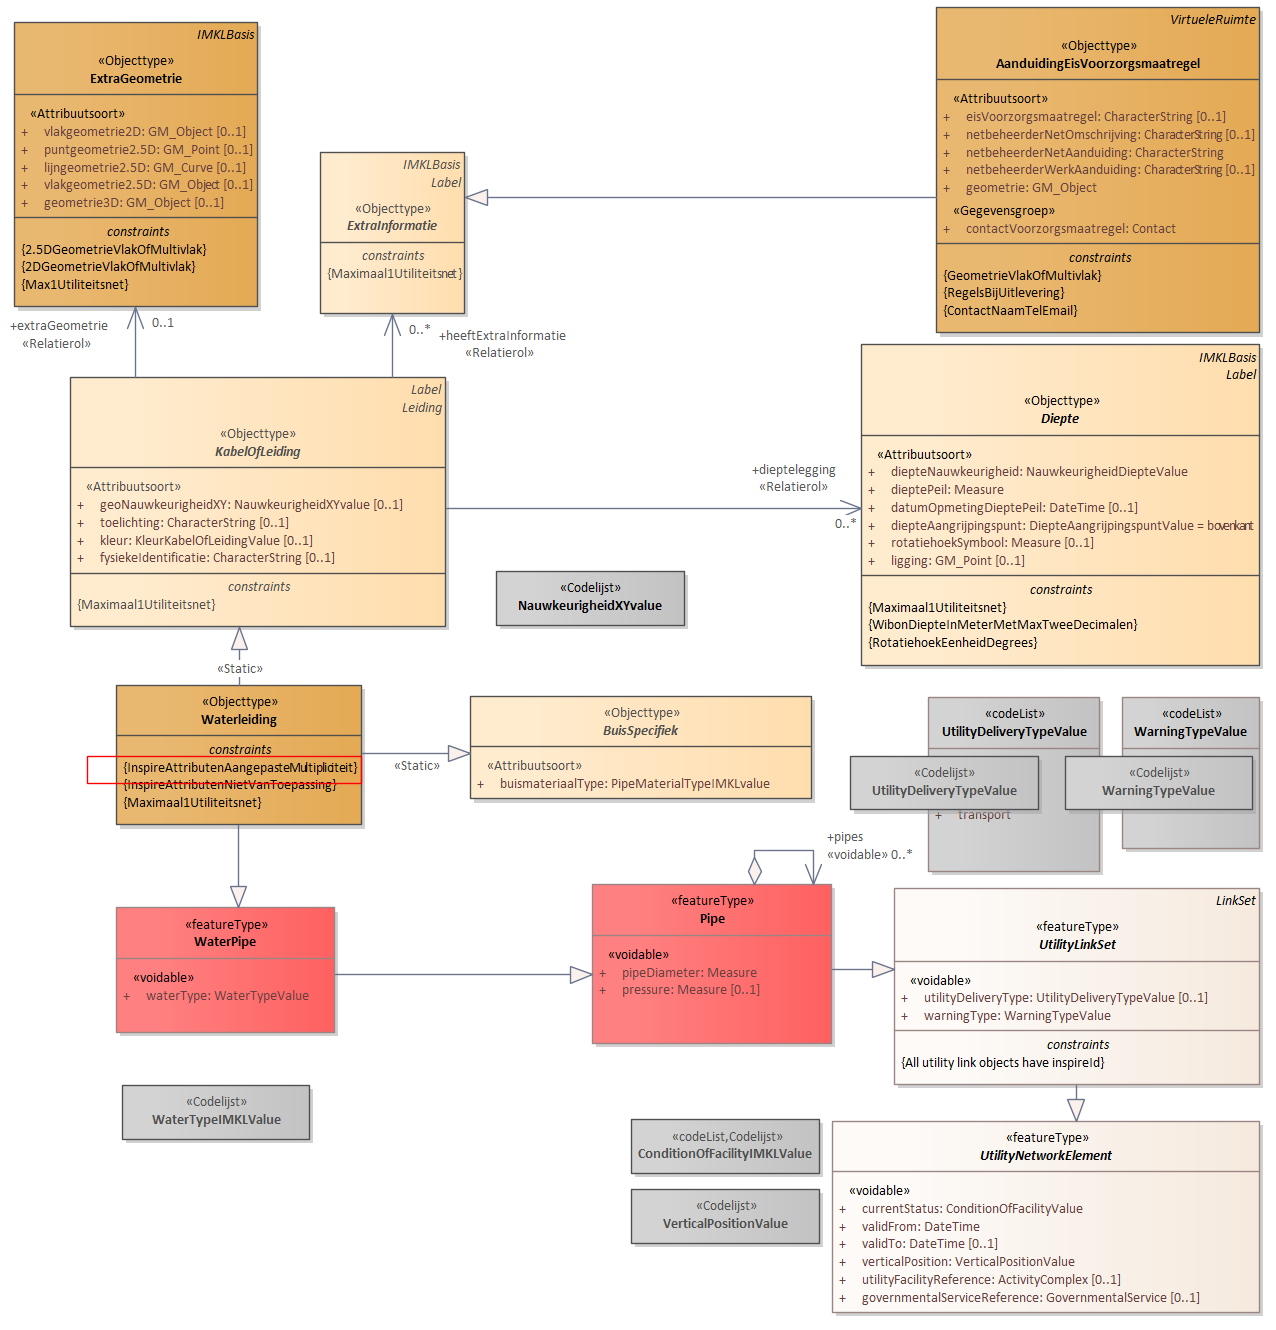 IMKLBasis
«Objecttype»
ExtraGeometrie
«Attribuutsoort»
+ vlakgeometrie2D: GM_Object [0..1]
+ puntgeometrie2.5D: GM_Point [0..1]
+ lijngeometrie2.5D: GM_Curve [0..1]
+ vlakgeometrie2.5D: GM_Object [0..1]
+ geometrie3D: GM_Object [0..1]
constraints
{2.5DGeometrieVlakOfMultivlak}
{2DGeometrieVlakOfMultivlak}
{Max1Utiliteitsnet}
VirtueleRuimte
«Objecttype»
AanduidingEisVoorzorgsmaatregel
«Attribuutsoort»
+ eisVoorzorgsmaatregel: CharacterString [0..1]
+ netbeheerderNetOmschrijving: CharacterString [0..1]
+ netbeheerderNetAanduiding: CharacterString
+ netbeheerderWerkAanduiding: CharacterString [0..1]
+ geometrie: GM_Object
«Gegevensgroep»
+ contactVoorzorgsmaatregel: Contact
constraints
{GeometrieVlakOfMultivlak}
{RegelsBijUitlevering}
{ContactNaamTelEmail}
IMKLBasis
Label
«Objecttype»
ExtraInformatie
constraints
{Maximaal1Utiliteitsnet}
+extraGeometrie
0..1
«Relatierol»
0..*
+heeftExtraInformatie
«Relatierol»
Label
Leiding
«Objecttype»
KabelOfLeiding
«Attribuutsoort»
+ geoNauwkeurigheidXY: NauwkeurigheidXYvalue [0..1]
+ toelichting: CharacterString [0..1]
+ kleur: KleurKabelOfLeidingValue [0..1]
+ fysiekeIdentificatie: CharacterString [0..1]
constraints
{Maximaal1Utiliteitsnet}
+dieptelegging
«Relatierol»
0..*
IMKLBasis
Label
«Objecttype»
Diepte
«Attribuutsoort»
+ diepteNauwkeurigheid: NauwkeurigheidDiepteValue
+ dieptePeil: Measure
+ datumOpmetingDieptePeil: DateTime [0..1]
+ diepteAangrijpingspunt: DiepteAangrijpingspuntValue = bovenkant
+ rotatiehoekSymbool: Measure [0..1]
+ ligging: GM_Point [0..1]
constraints
{Maximaal1Utiliteitsnet}
{WibonDiepteInMeterMetMaxTweeDecimalen}
{RotatiehoekEenheidDegrees}
«Codelijst»
NauwkeurigheidXYvalue
«Static»
«Objecttype»
Waterleiding
constraints
{InspireAttributenAangepasteMultipliciteit}
{InspireAttributenNietVanToepassing}
{Maximaal1Utiliteitsnet}
«Static»
«Objecttype»
BuisSpecifiek
«Attribuutsoort»
+ buismateriaalType: PipeMaterialTypeIMKLvalue
«codeList»
UtilityDeliveryTypeValue
«Codelijst»
UtilityDeliveryTypeValue
+ transport
«codeList»
WarningTypeValue
«Codelijst»
WarningTypeValue
+pipes
«voidable» 0..*
«featureType»
WaterPipe
«voidable»
+ waterType: WaterTypeValue
«featureType»
Pipe
«voidable»
+ pipeDiameter: Measure
+ pressure: Measure [0..1]
LinkSet
«featureType»
UtilityLinkSet
«voidable»
+ utilityDeliveryType: UtilityDeliveryTypeValue [0..1]
+ warningType: WarningTypeValue
constraints
{All utility link objects have inspireId}
«Codelijst»
WaterTypeIMKLValue
«codeList,Codelijst»
ConditionOfFacilityIMKLValue
«Codelijst»
VerticalPositionValue
«featureType»
UtilityNetworkElement
«voidable»
+ currentStatus: ConditionOfFacilityValue
+ validFrom: DateTime
+ validTo: DateTime [0..1]
+ verticalPosition: VerticalPositionValue
+ utilityFacilityReference: ActivityComplex [0..1]
+ governmentalServiceReference: GovernmentalService [0..1]